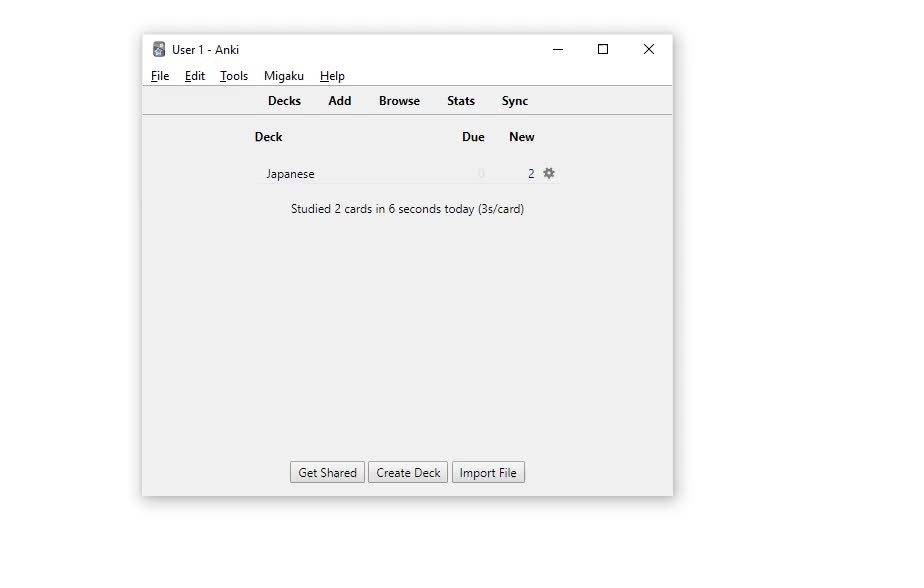 User 1 - Anki
File Edit Tools Migaku Help
Decks Add Browse Stats Sync
Deck Due New
Japanese 0 2
Studied 2 cards in 6 seconds today (3s/card)
Get Shared Create Deck Import File